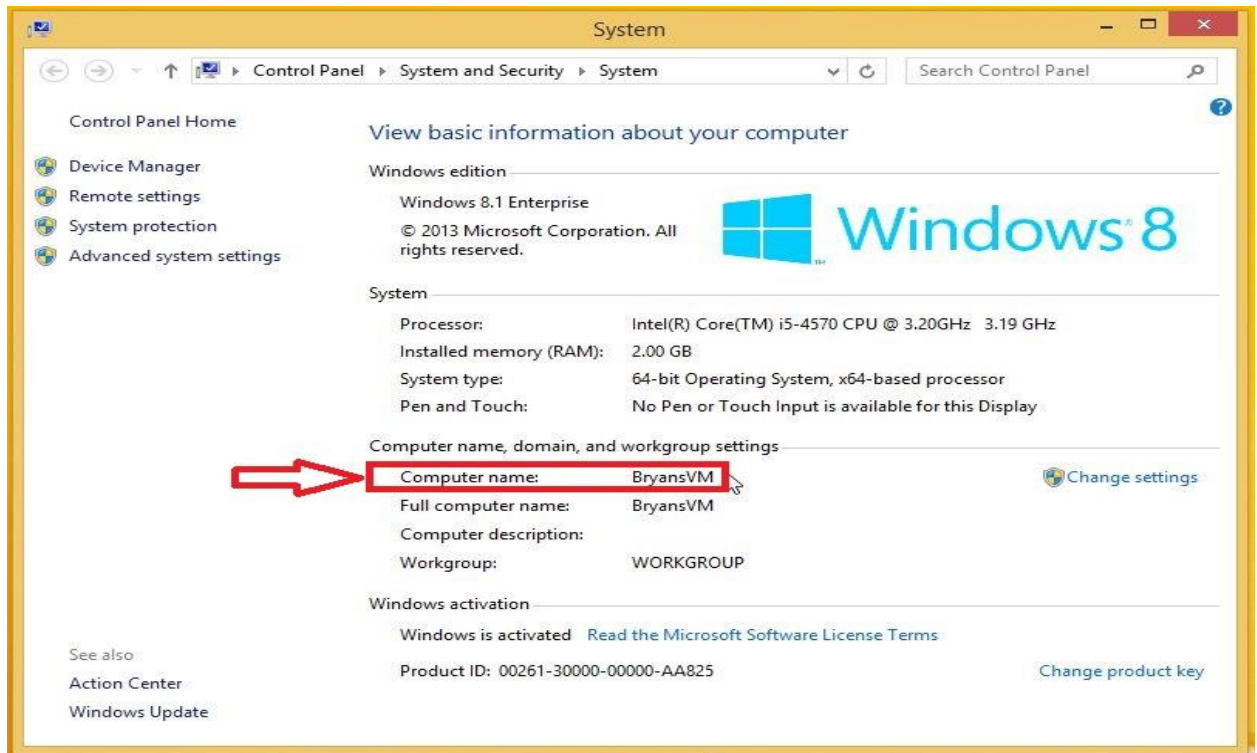 System
Control Panel System and Security System
Search Control Panel
Control Panel Home
Device Manager
Remote settings
System protection
Advanced system settings
See also
Action Center
Windows Update
View basic information about your computer
Windows edition
Windows 8.1 Enterprise
© 2013 Microsoft Corporation. All
rights reserved.
Windows® 8
TM
System
Processor: Intel(R) Core(TM) i5-4570 CPU @ 3.20GHz 3.19 GHz
Installed memory (RAM): 2.00 GB
System type: 64-bit Operating System, x64-based processor
Pen and Touch: No Pen or Touch Input is available for this Display
Computer name, domain, and workgroup settings
Computer name: BryansVM
Change settings
Full computer name: BryansVM
Computer description:
Workgroup: WORKGROUP
Windows activation
Windows is activated Read the Microsoft Software License Terms
Product ID: 00261-30000-00000-AA825
Change product key